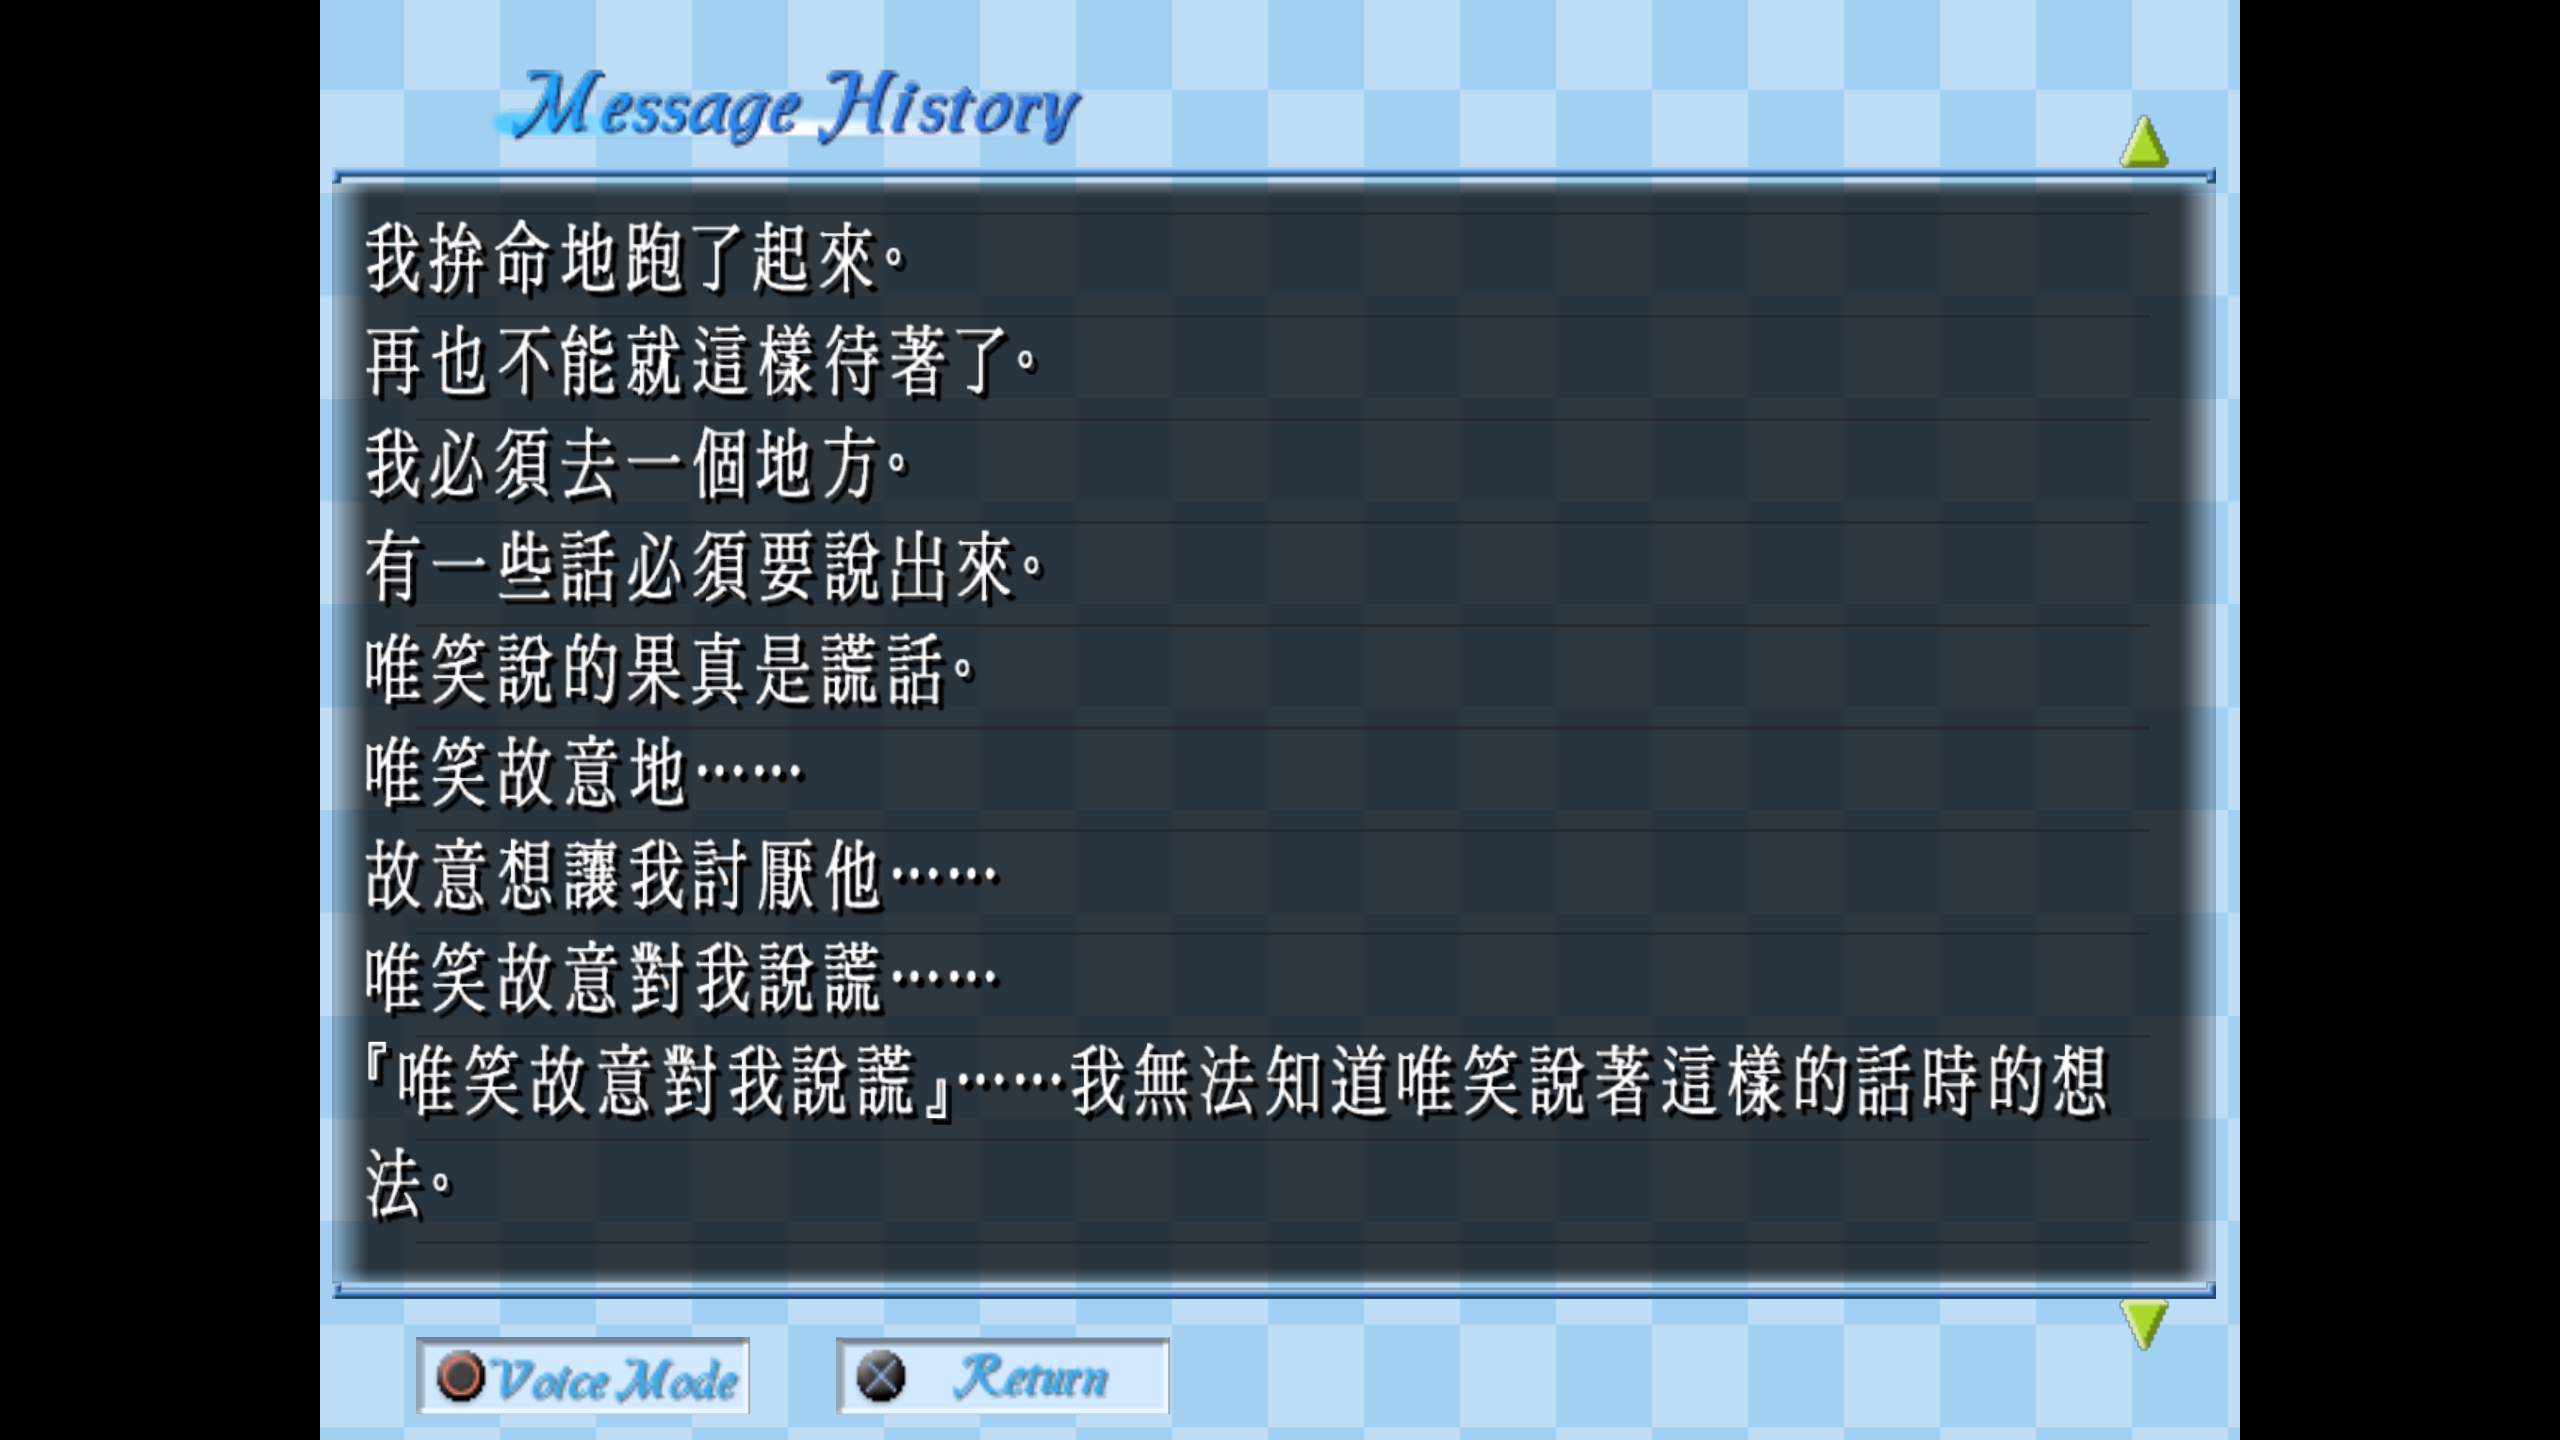 Message History
我拚命地跑了起來。
再也不能就這樣待著了。
我必須去一個地方。
有一些話必須要說出來。
唯笑說的果真是謊話。
唯笑故意地……
故意想讓我討厭他……
唯笑故意對我說謊……
『唯笑故意對我說謊』……我無法知道唯笑說著這樣的話時的想
法。
Voice Mode
Return